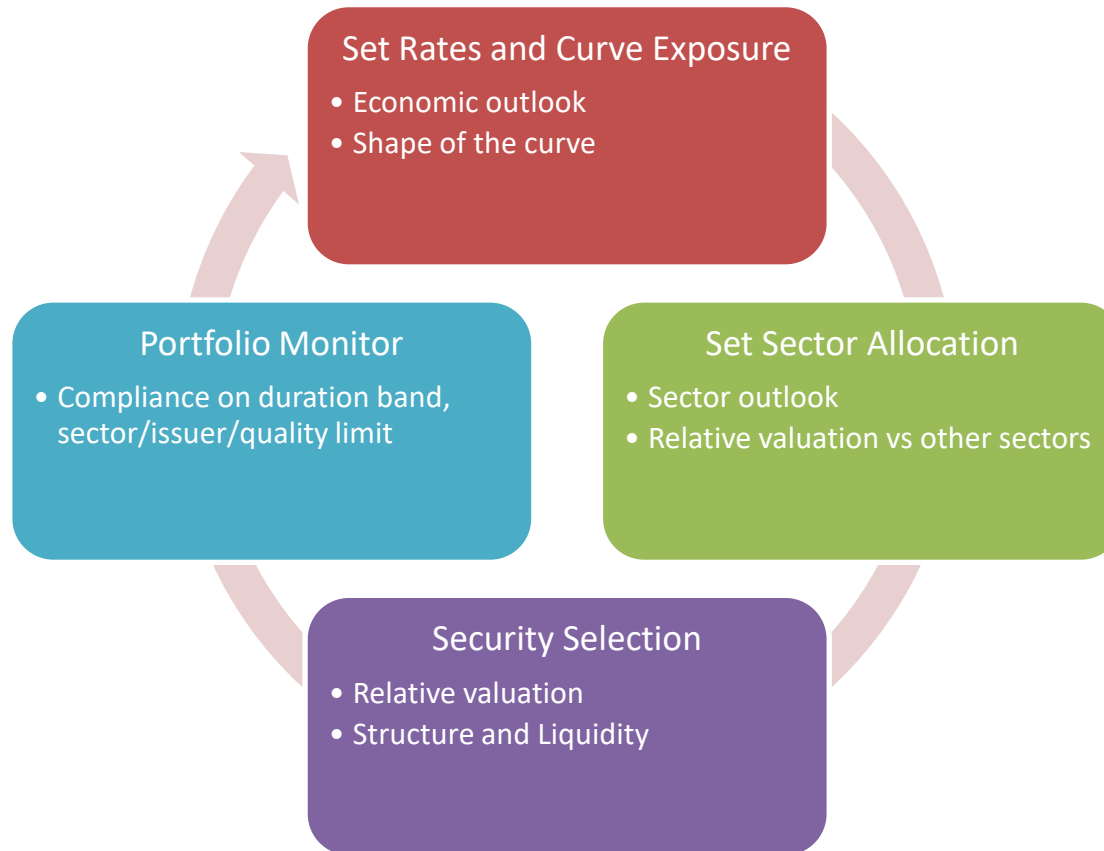 Set Rates and Curve Exposure
• Economic outlook
• Shape of the curve
Set Sector Allocation
• Sector outlook
• Relative valuation vs other sectors
Security Selection
• Relative valuation
• Structure and Liquidity
Portfolio Monitor
• Compliance on duration band,
sector/issuer/quality limit